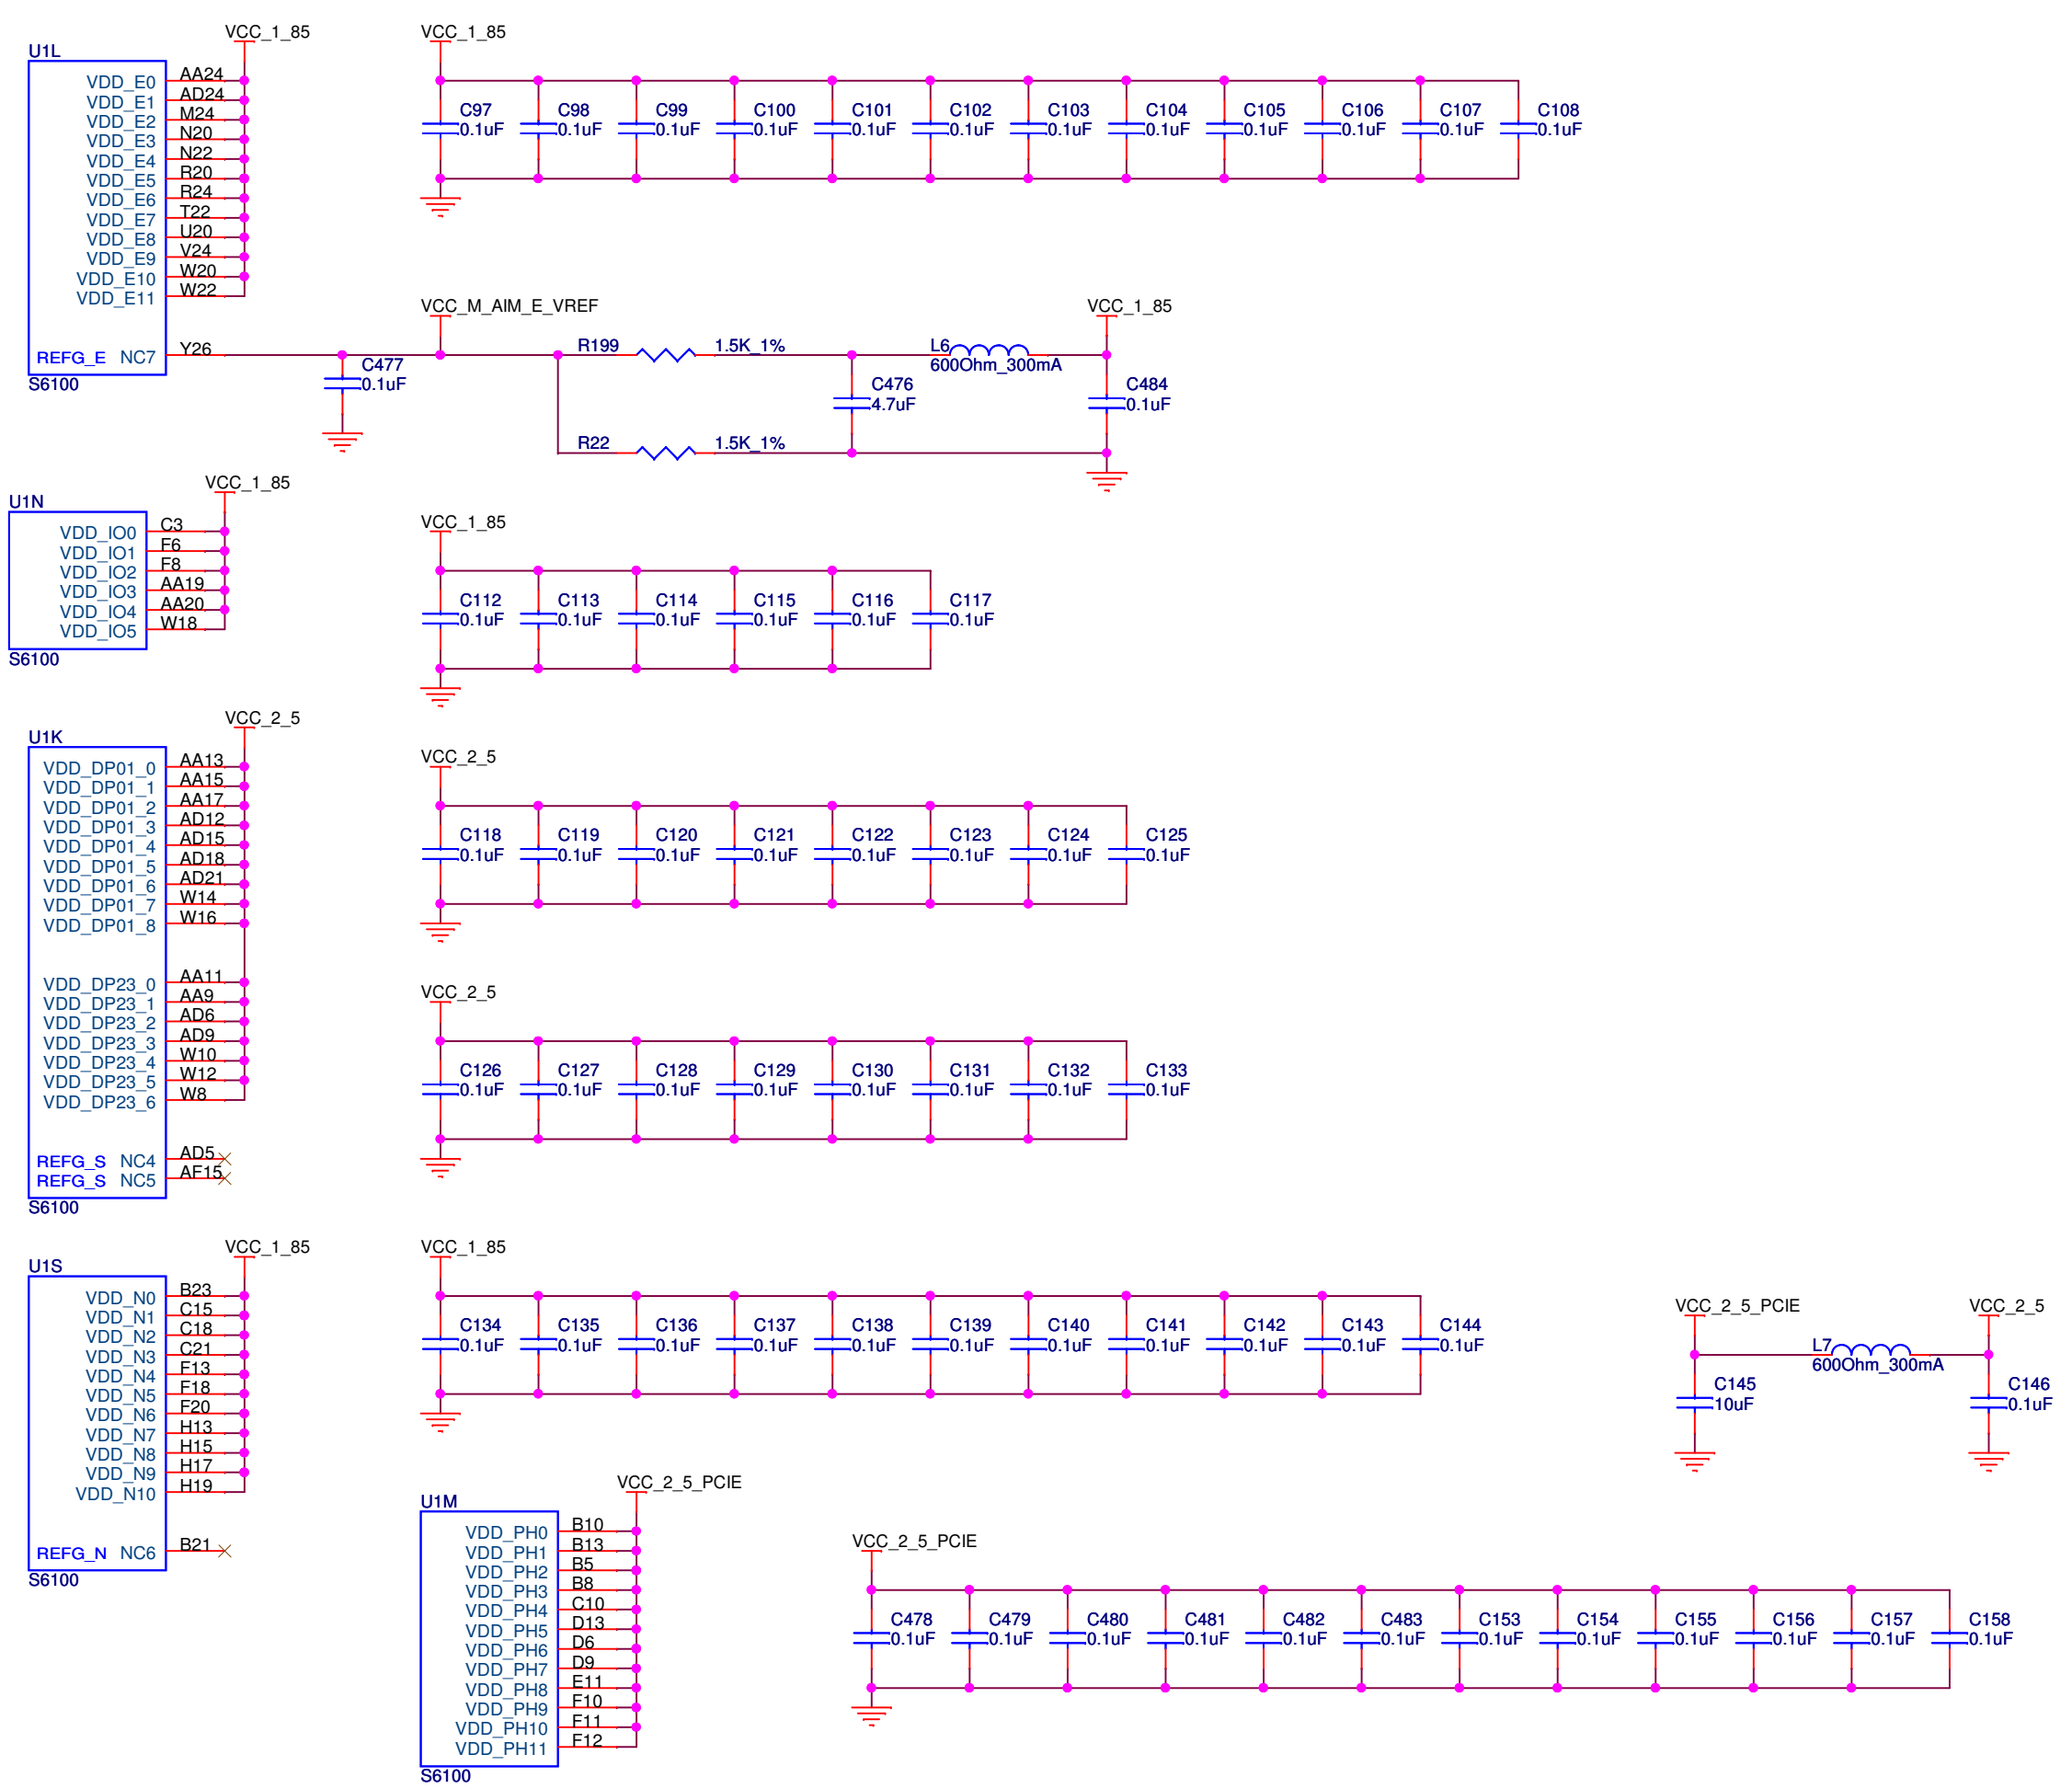 VCC_1_85
U1L
VDD_E0 AA24
VDD_E1 AD24
VDD_E2 M24
VDD_E3 N20
VDD_E4 N22
VDD_E5 R20
VDD_E6 R24
VDD_E7 T22
VDD_E8 U20
VDD_E9 V24
VDD_E10 W20
VDD_E11 W22
REFG_E NC7 Y26
S6100
VCC_1_85
C97 C98 C99 C100 C101 C102 C103 C104 C105 C106 C107 C108
0.1uF 0.1uF 0.1uF 0.1uF 0.1uF 0.1uF 0.1uF 0.1uF 0.1uF 0.1uF 0.1uF 0.1uF
VCC_M_AIM_E_VREF
VCC_1_85
C477
0.1uF
R199 1.5K_1%
L6
600Ohm_300mA
C476
4.7uF
C484
0.1uF
R22 1.5K_1%
VCC_1_85
U1N
VDD_IO0 C3
VDD_IO1 F6
VDD_IO2 F8
VDD_IO3 AA19
VDD_IO4 AA20
VDD_IO5 W18
S6100
VCC_1_85
C112 C113 C114 C115 C116 C117
0.1uF 0.1uF 0.1uF 0.1uF 0.1uF 0.1uF
VCC_2_5
U1K
VDD_DP01_0 AA13
VDD_DP01_1 AA15
VDD_DP01_2 AA17
VDD_DP01_3 AD12
VDD_DP01_4 AD15
VDD_DP01_5 AD18
VDD_DP01_6 AD21
VDD_DP01_7 W14
VDD_DP01_8 W16
VDD_DP23_0 AA11
VDD_DP23_1 AA9
VDD_DP23_2 AD6
VDD_DP23_3 AD9
VDD_DP23_4 W10
VDD_DP23_5 W12
VDD_DP23_6 W8
REFG_S NC4 AD5
REFG_S NC5 AF15
S6100
VCC_2_5
C118 C119 C120 C121 C122 C123 C124 C125
0.1uF 0.1uF 0.1uF 0.1uF 0.1uF 0.1uF 0.1uF 0.1uF
VCC_2_5
C126 C127 C128 C129 C130 C131 C132 C133
0.1uF 0.1uF 0.1uF 0.1uF 0.1uF 0.1uF 0.1uF 0.1uF
VCC_1_85
U1S
VDD_N0 B23
VDD_N1 C15
VDD_N2 C18
VDD_N3 C21
VDD_N4 F13
VDD_N5 F18
VDD_N6 F20
VDD_N7 H13
VDD_N8 H15
VDD_N9 H17
VDD_N10 H19
REFG_N NC6 B21
S6100
VCC_1_85
C134 C135 C136 C137 C138 C139 C140 C141 C142 C143 C144
0.1uF 0.1uF 0.1uF 0.1uF 0.1uF 0.1uF 0.1uF 0.1uF 0.1uF 0.1uF 0.1uF
VCC_2_5_PCIE
VCC_2_5
L7
600Ohm_300mA
C145
10uF
C146
0.1uF
VCC_2_5_PCIE
U1M
VDD_PH0 B10
VDD_PH1 B13
VDD_PH2 B5
VDD_PH3 B8
VDD_PH4 C10
VDD_PH5 D13
VDD_PH6 D6
VDD_PH7 D9
VDD_PH8 E11
VDD_PH9 F10
VDD_PH10 F11
VDD_PH11 F12
S6100
VCC_2_5_PCIE
C478 C479 C480 C481 C482 C483 C153 C154 C155 C156 C157 C158
0.1uF 0.1uF 0.1uF 0.1uF 0.1uF 0.1uF 0.1uF 0.1uF 0.1uF 0.1uF 0.1uF 0.1uF